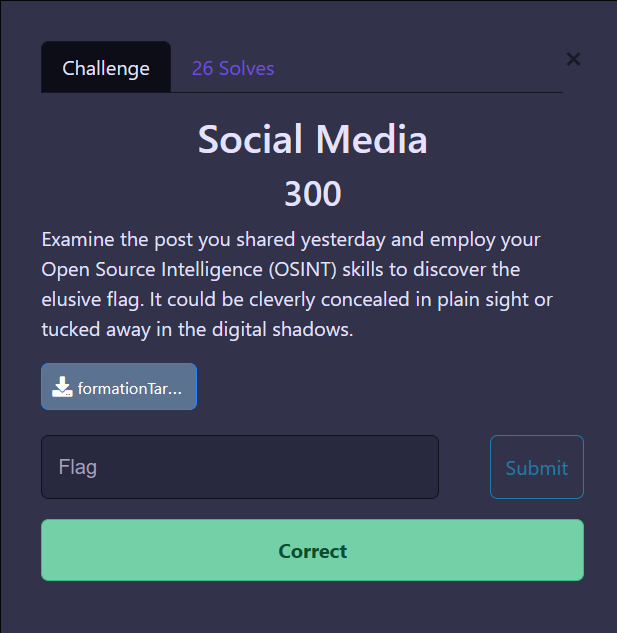 Challenge
26 Solves
×
Social Media
300
Examine the post you shared yesterday and employ your
Open Source Intelligence (OSINT) skills to discover the
elusive flag. It could be cleverly concealed in plain sight or
tucked away in the digital shadows.
formationTar...
Flag
Submit
Correct